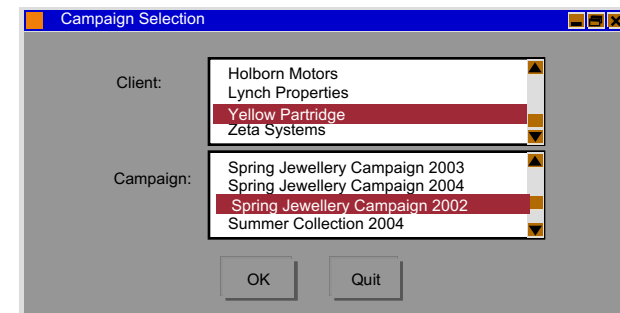 Campaign Selection
Client:
Holborn Motors
Lynch Properties
Yellow Partridge
Zeta Systems
Campaign:
Spring Jewellery Campaign 2003
Spring Jewellery Campaign 2004
Spring Jewellery Campaign 2002
Summer Collection 2004
OK
Quit